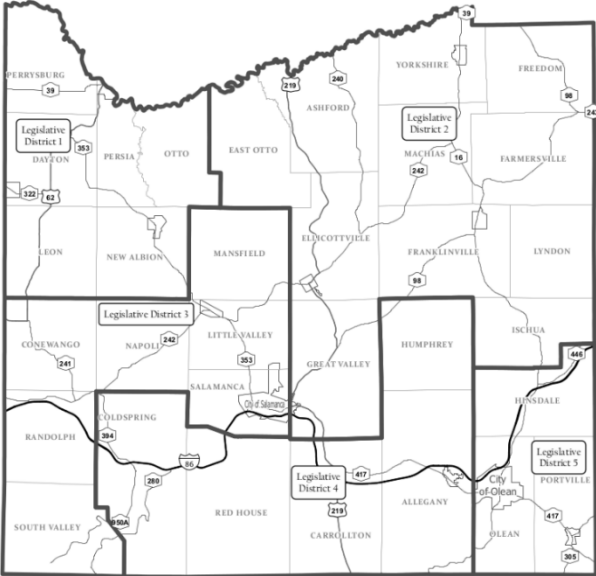 39
PERRYSBURG
39
219
240
YORKSHIRE
FREEDOM
98
ASHFORD
Legislative
District 1
353
DAYTON
PERSIA
OTTO
EAST OTTO
Legislative
District 2
MACHIAS
16
242
FARMERSVILLE
322
62
LEON
NEW ALBION
MANSFIELD
ELLICOTTVILLE
FRANKLINVILLE
LYNDON
98
Legislative District 3
CONEWANGO
NAPOLI
242
LITTLE VALLEY
353
241
GREAT VALLEY
HUMPHREY
ISCHUA
446
SALAMANCA
City of Salamanca
HINSDALE
COLDSPRING
RANDOLPH
394
86
280
Legislative
District 4
417
Legislative
District 5
City
of Olean
PORTVILLE
SOUTH VALLEY
950A
RED HOUSE
219
CARROLLTON
ALLEGANY
OLEAN
417
305